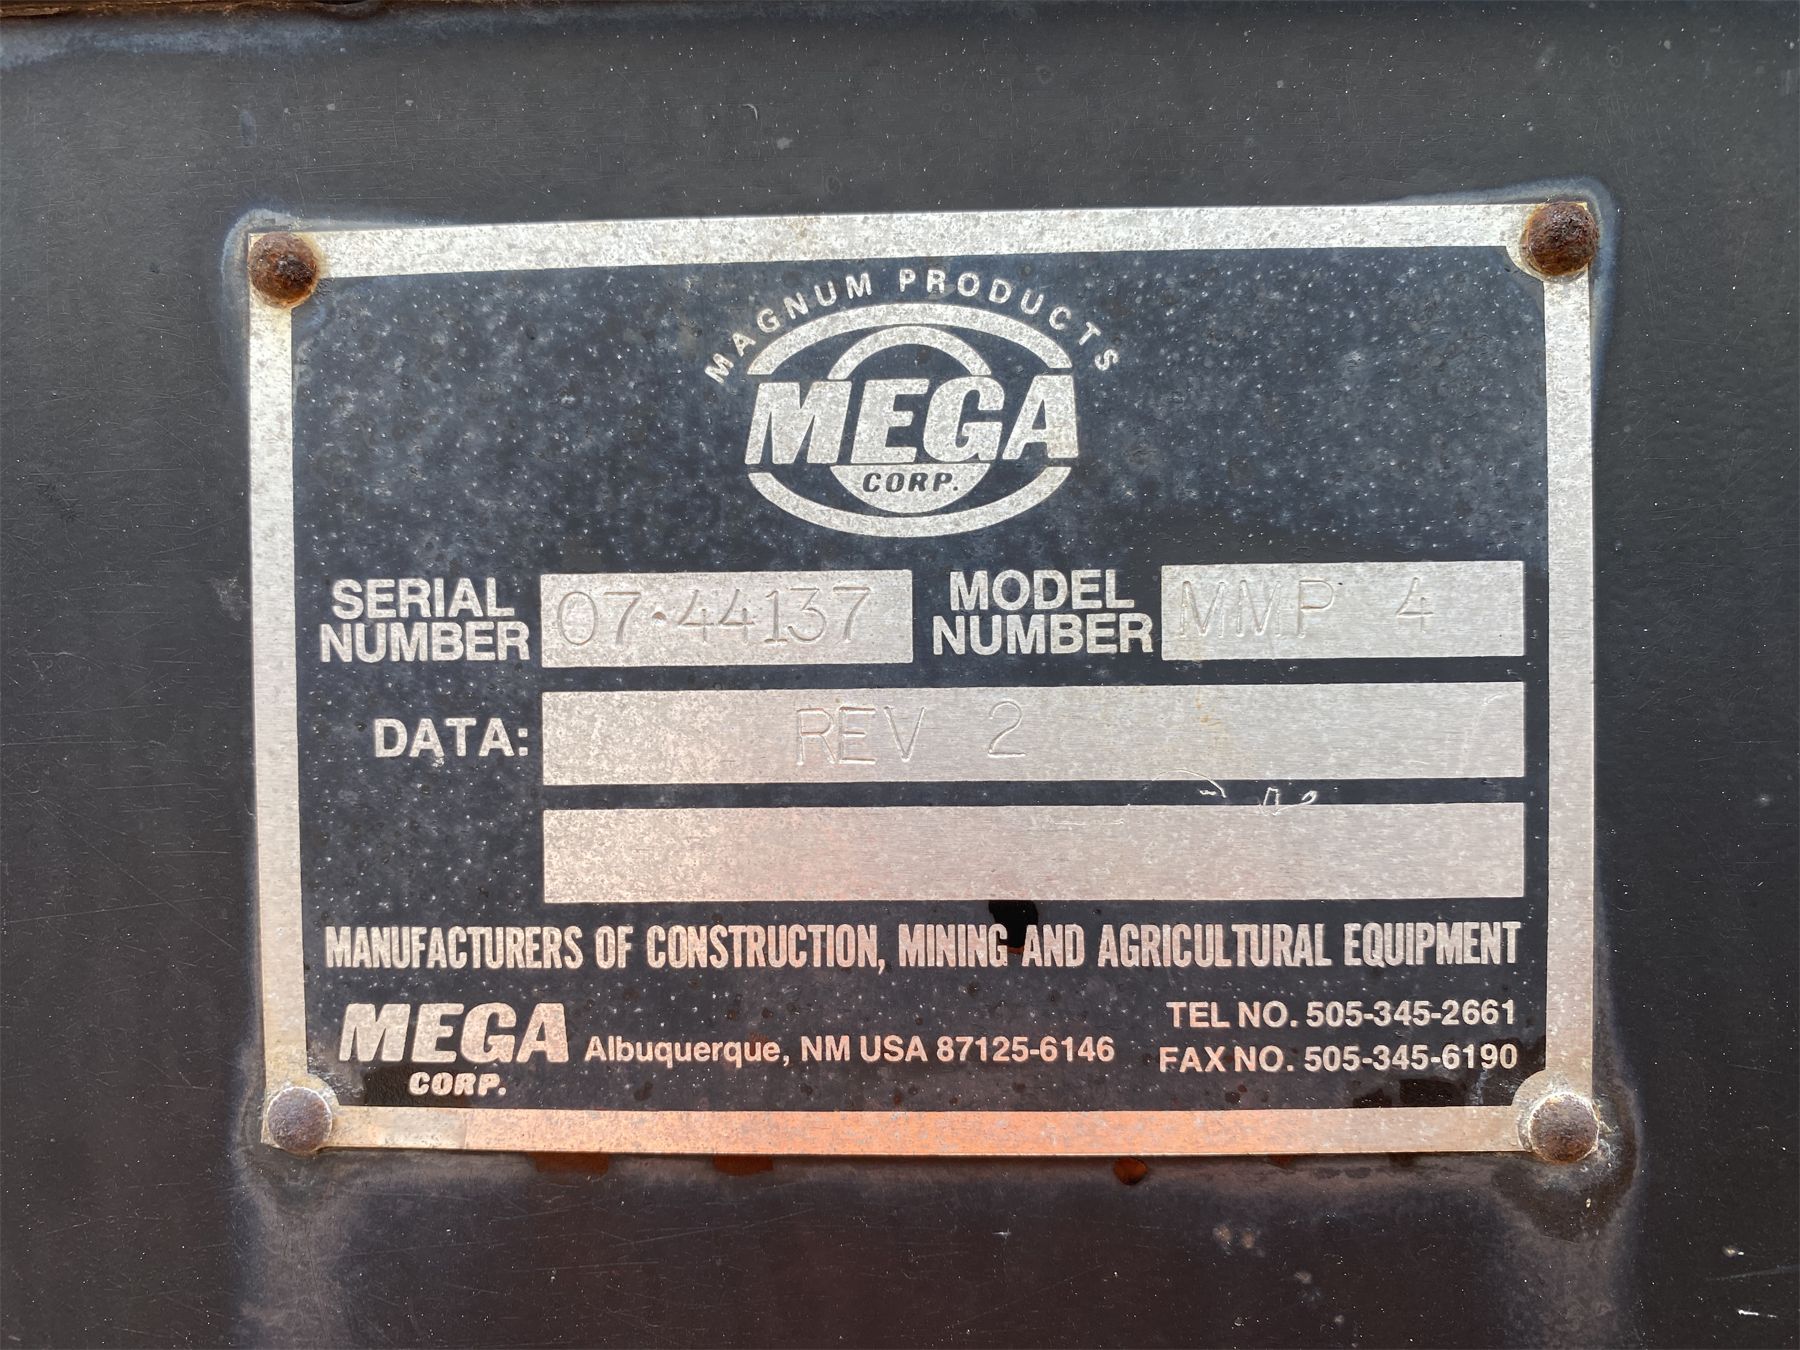 MAGNUM PRODUCTS
MEGA
CORP.
SERIAL NUMBER 07·44137 MODEL NUMBER MMP 4
DATA: REV 2
MANUFACTURERS OF CONSTRUCTION, MINING AND AGRICULTURAL EQUIPMENT
TEL NO. 505-345-2661
MEGA CORP. Albuquerque, NM USA 87125-6146
FAX NO. 505-345-6190